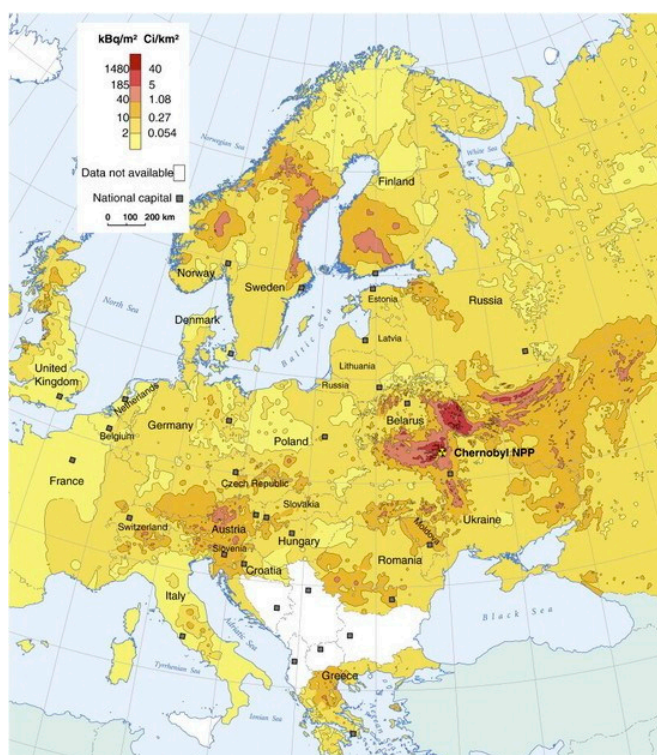 kBq/m² Ci/km²
1480 40
185 5
40 1.08
10 0.27
2 0.054
Data not available
National capital
0 100 200 km
Norwegian Sea
White Sea
Finland
Norway
Sweden
Estonia
Russia
North Sea
Baltic Sea
Denmark
Latvia
Lithuania
Russia
United
Kingdom
Netherlands
Belarus
Germany
Belgium
Poland
Chernobyl NPP
France
Czech Republic
Slovakia
Ukraine
Switzerland
Austria
Moldova
Hungary
Slovenia
Romania
Croatia
Italy
Adriatic Sea
Black Sea
Tyrrhenian Sea
Greece
Ionian Sea